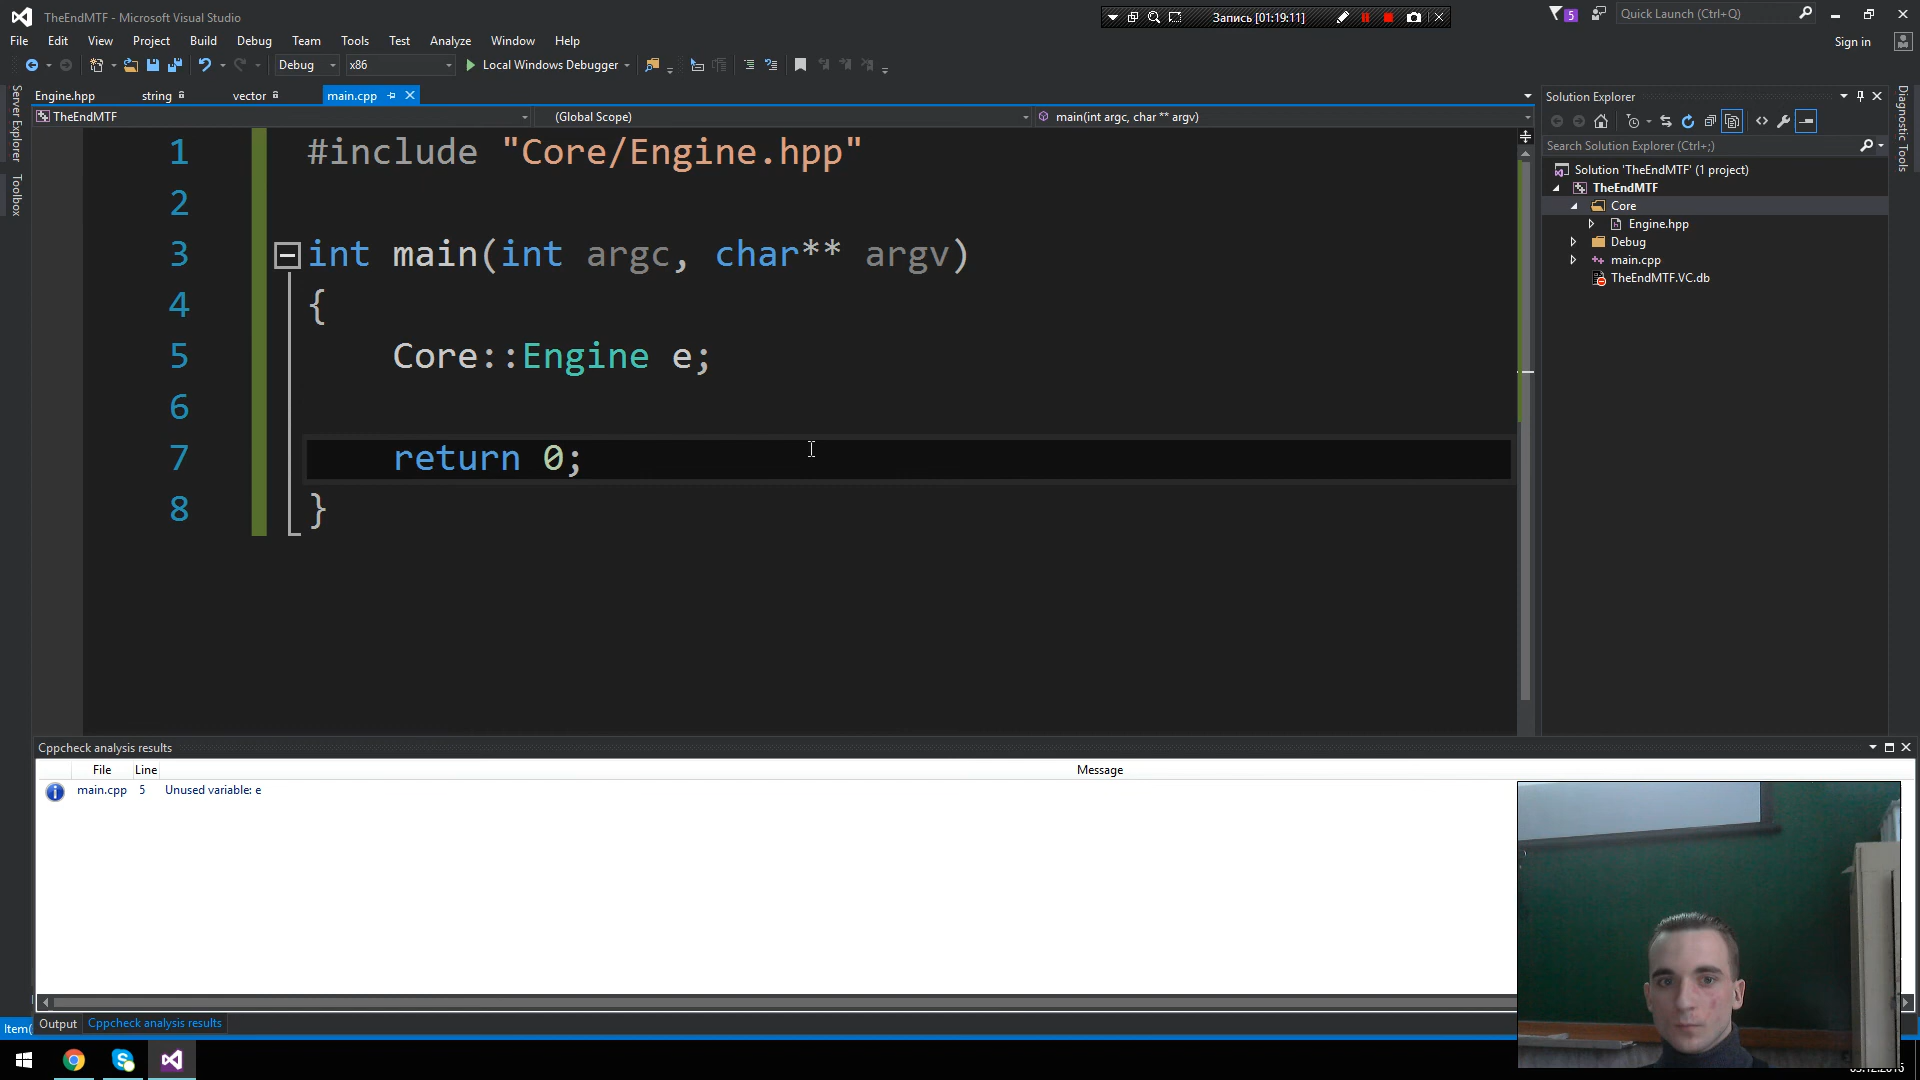 TheEndMTF - Microsoft Visual Studio
Запись [01:19:11]
5
Quick Launch (Ctrl+Q)
File Edit View Project Build Debug Team Tools Test Analyze Window Help
Sign in
Debug x86 Local Windows Debugger
Server Explorer
Toolbox
Engine.hpp string vector main.cpp
TheEndMTF (Global Scope) main(int argc, char ** argv)
1 #include "Core/Engine.hpp"
2
3 int main(int argc, char** argv)
4 {
5 Core::Engine e;
6
7 return 0;
8 }
Solution Explorer
Search Solution Explorer (Ctrl+;)
Solution 'TheEndMTF' (1 project)
TheEndMTF
Core
Engine.hpp
Debug
main.cpp
TheEndMTF.VC.db
Diagnostic Tools
Cppcheck analysis results
File Line Message
main.cpp 5 Unused variable: e
Output Cppcheck analysis results
Item(